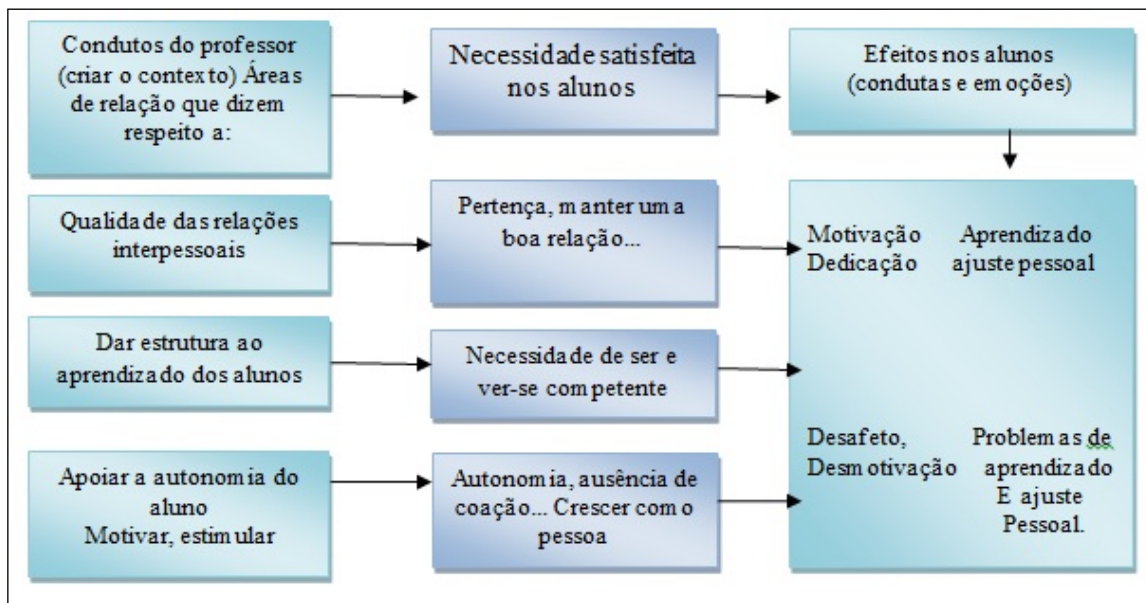 Condutos do professor
(criar o contexto) Áreas
de relação que dizem
respeito a:
Necessidade satisfeita
nos alunos
Efeitos nos alunos
(condutas e emoções)
Qualidade das relações
interpessoais
Pertença, manter uma
boa relação...
Motivação Aprendizado
Dedicação ajuste pessoal
Dar estrutura ao
aprendizado dos alunos
Necessidade de ser e
ver-se competente
Apoiar a autonomia do
aluno
Motivar, estimular
Autonomia, ausência de
coação... Crescer como
pessoa
Desafeto, Problemas de
Desmotivação aprendizado
E ajuste
Pessoal.